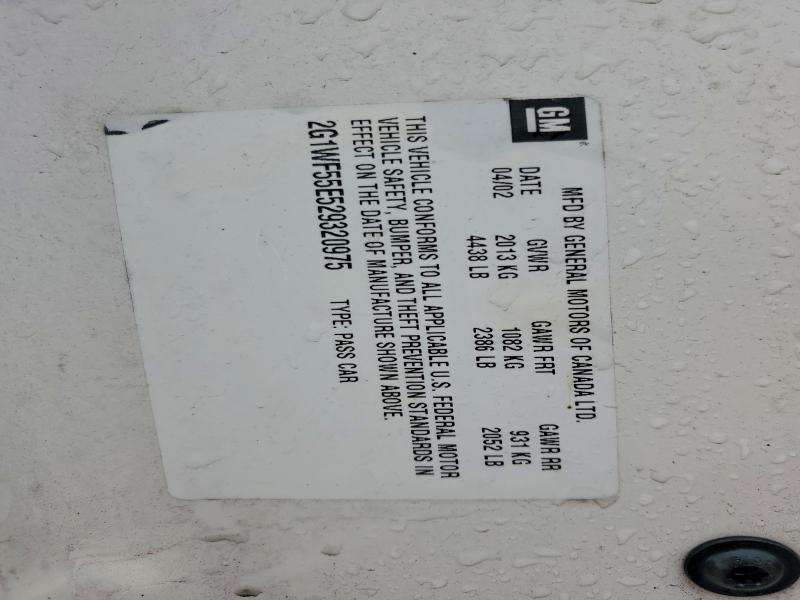 GM
MFD BY GENERAL MOTORS OF CANADA LTD.
DATE GVWR GAWR FRT GAWR RR
04/02 2013 KG 1082 KG 931 KG
4438 LB 2386 LB 2052 LB
THIS VEHICLE CONFORMS TO ALL APPLICABLE U.S. FEDERAL MOTOR
VEHICLE SAFETY, BUMPER, AND THEFT PREVENTION STANDARDS IN
EFFECT ON THE DATE OF MANUFACTURE SHOWN ABOVE.
2G1WF55E529320975 TYPE: PASS CAR